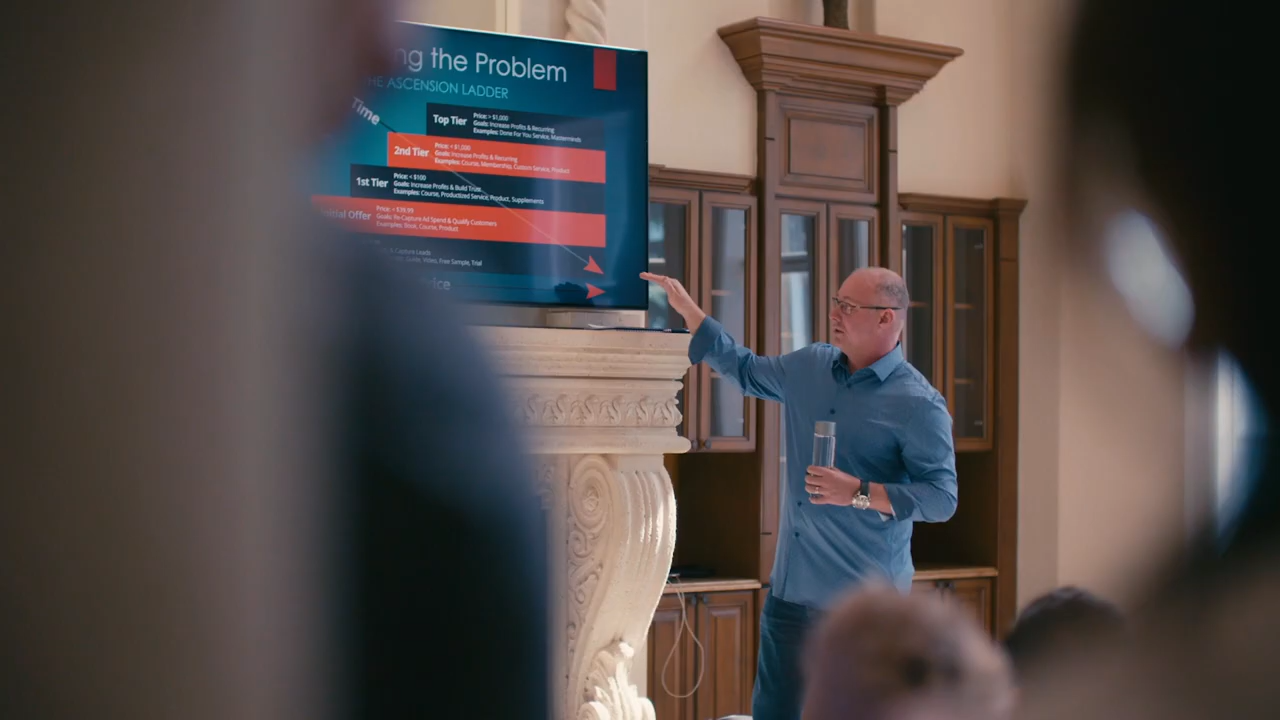 ng the Problem
HE ASCENSION LADDER
Time
Top Tier
Price: > $1,000
Goals: Increase Profits & Recurring
Examples: Done For You Service, Masterminds
2nd Tier
Price: < $1,000
Goals: Increase Profits & Recurring
Examples: Course, Membership, Custom Service, Product
1st Tier
Price: < $100
Goals: Increase Profits & Build Trust
Examples: Course, Productized Service, Product, Supplements
Initial Offer
Price: < $39.99
Goals: Re-Capture Ad Spend & Qualify Customers
Examples: Book, Course, Product
Capture Leads
Guide, Video, Free Sample, Trial
Price